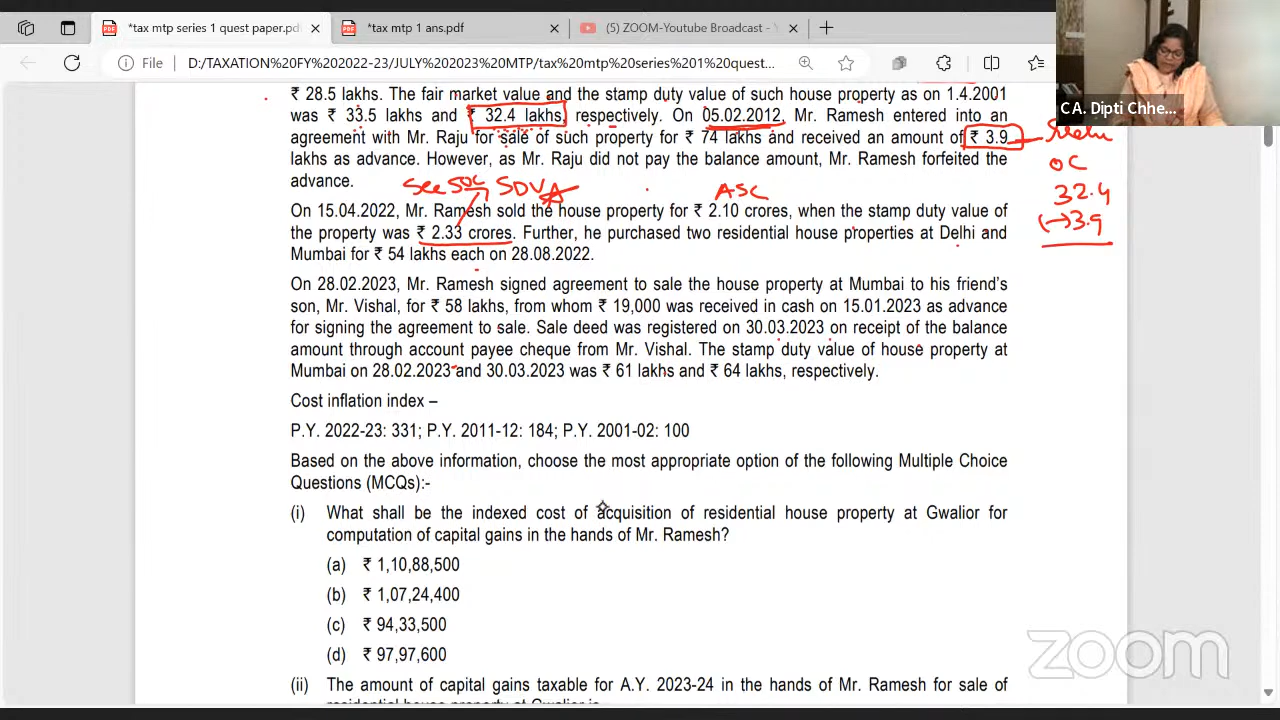 *tax mtp series 1 quest paper.pdf
*tax mtp 1 ans.pdf
(5) ZOOM-Youtube Broadcast -
File
D:/TAXATION%20FY%202022-23/JULY%202023%20MTP/tax%20mtp%20series%201%20quest...
CA. Dipti Chhe...
₹ 28.5 lakhs. The fair market value and the stamp duty value of such house property as on 1.4.2001
was ₹ 33.5 lakhs and ₹ 32.4 lakhs, respectively. On 05.02.2012, Mr. Ramesh entered into an
agreement with Mr. Raju for sale of such property for ₹ 74 lakhs and received an amount of ₹ 3.9
lakhs as advance. However, as Mr. Raju did not pay the balance amount, Mr. Ramesh forfeited the
advance.
OC
32.4
(-) 3.9
See SOC SDV
ASC
On 15.04.2022, Mr. Ramesh sold the house property for ₹ 2.10 crores, when the stamp duty value of
the property was ₹ 2.33 crores. Further, he purchased two residential house properties at Delhi and
Mumbai for ₹ 54 lakhs each on 28.08.2022.
On 28.02.2023, Mr. Ramesh signed agreement to sale the house property at Mumbai to his friend's
son, Mr. Vishal, for ₹ 58 lakhs, from whom ₹ 19,000 was received in cash on 15.01.2023 as advance
for signing the agreement to sale. Sale deed was registered on 30.03.2023 on receipt of the balance
amount through account payee cheque from Mr. Vishal. The stamp duty value of house property at
Mumbai on 28.02.2023 and 30.03.2023 was ₹ 61 lakhs and ₹ 64 lakhs, respectively.
Cost inflation index –
P.Y. 2022-23: 331; P.Y. 2011-12: 184; P.Y. 2001-02: 100
Based on the above information, choose the most appropriate option of the following Multiple Choice
Questions (MCQs):-
(i) What shall be the indexed cost of acquisition of residential house property at Gwalior for
computation of capital gains in the hands of Mr. Ramesh?
(a) ₹ 1,10,88,500
(b) ₹ 1,07,24,400
(c) ₹ 94,33,500
(d) ₹ 97,97,600
(ii) The amount of capital gains taxable for A.Y. 2023-24 in the hands of Mr. Ramesh for sale of
residential house property at Gwalior is
zoom